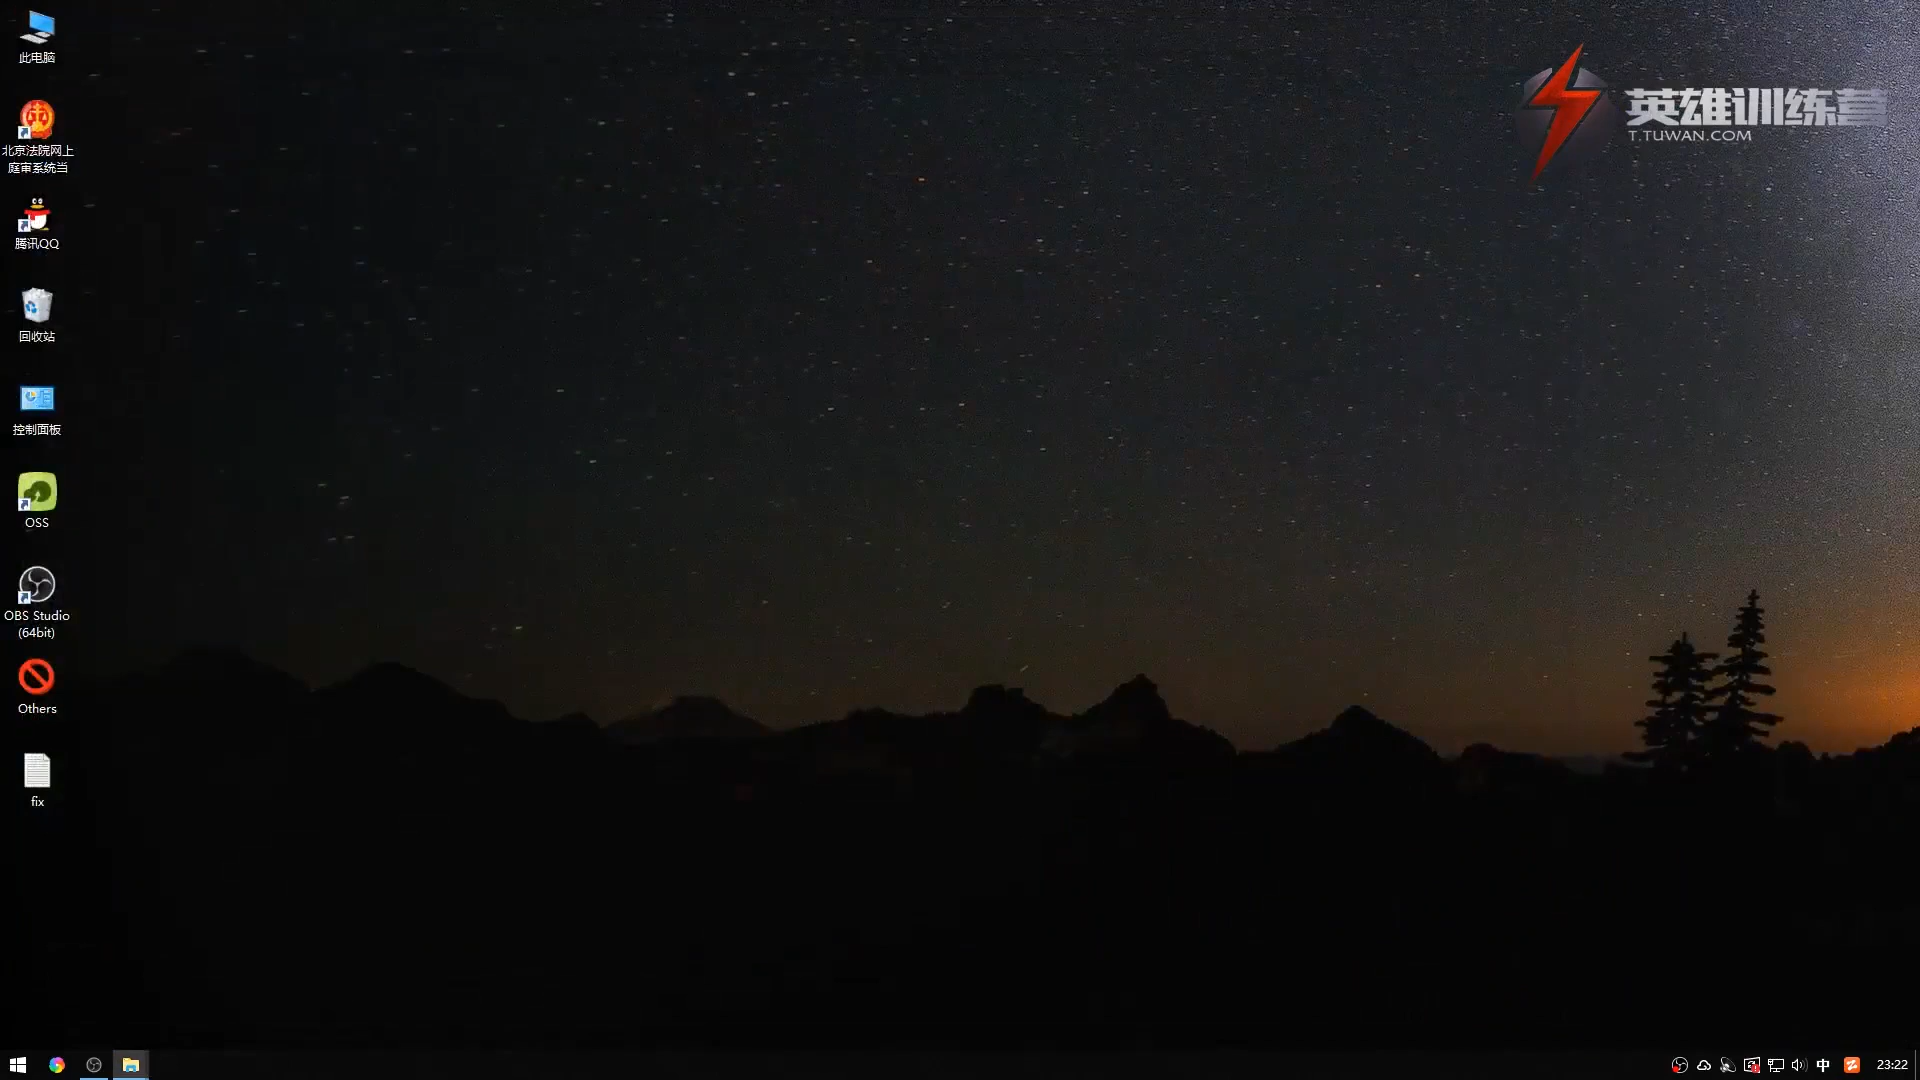 此电脑
北京法院网上
庭审系统当
腾讯QQ
回收站
控制面板
OSS
OBS Studio
(64bit)
Others
fix
英雄训练营
T.TUWAN.COM
中
23:22